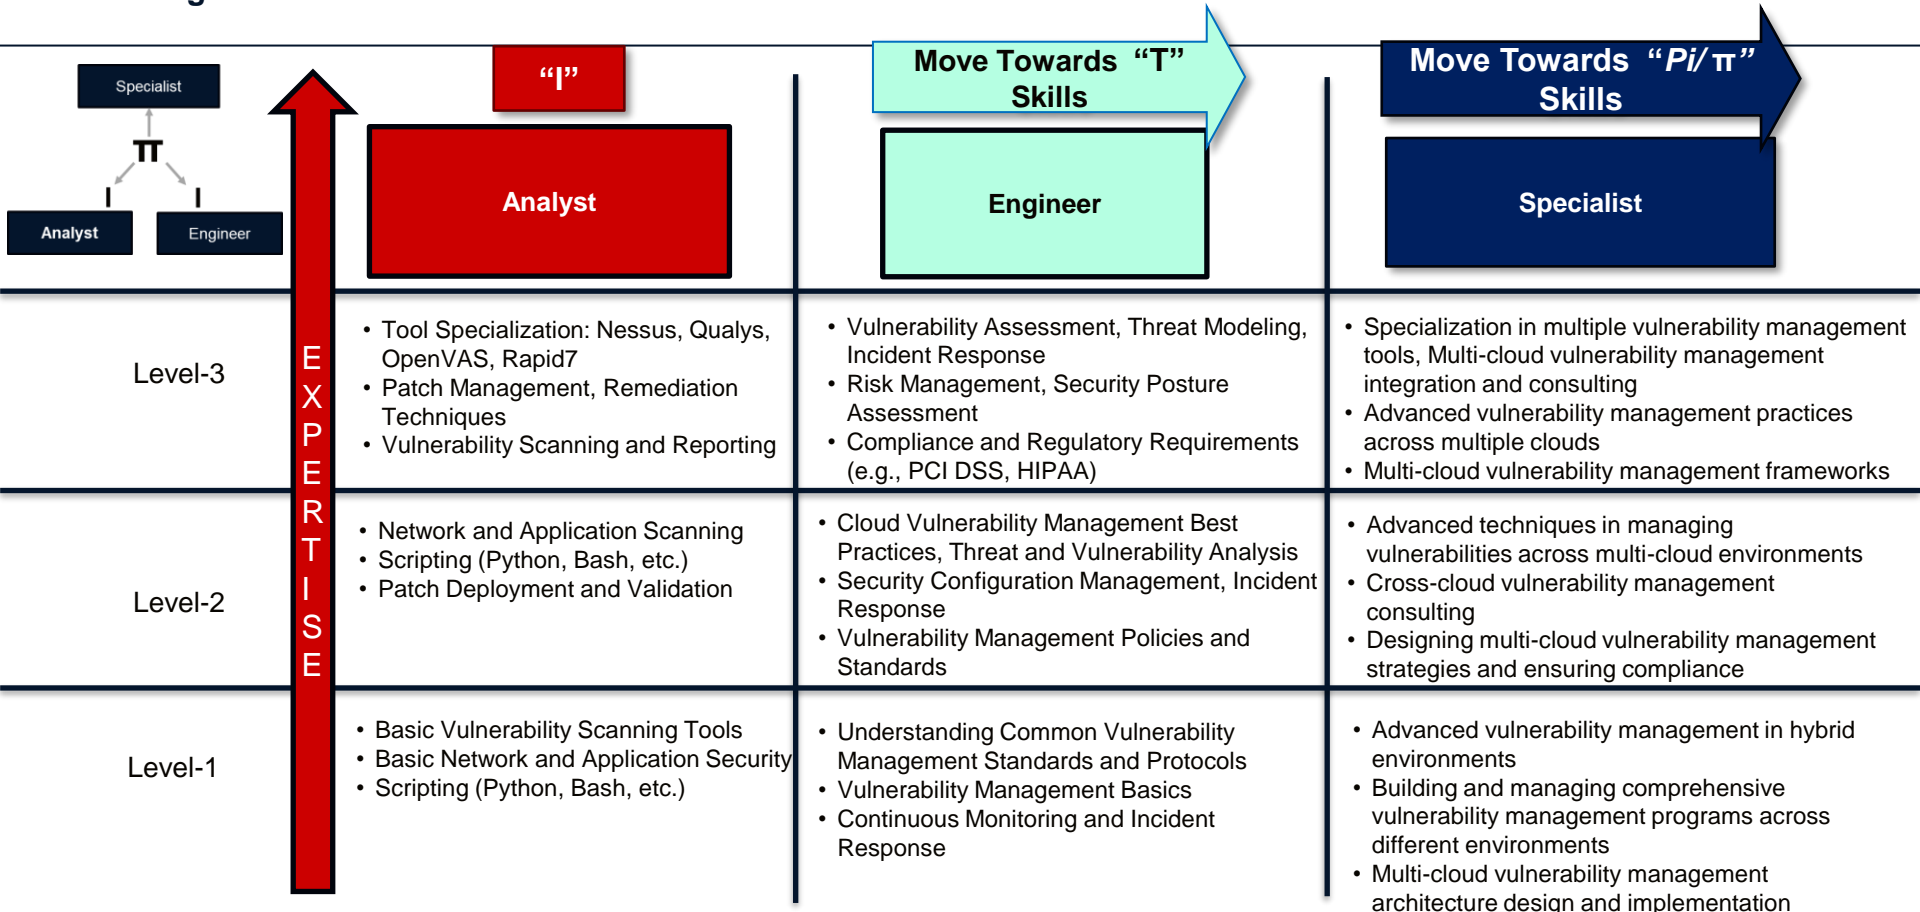 Specialist
π
I I
Analyst
Engineer
EXPERTISE
“I”
Move Towards “T”
Skills
Move Towards “Pi/π”
Skills
Analyst
Engineer
Specialist
Level-3
• Tool Specialization: Nessus, Qualys,
OpenVAS, Rapid7
• Patch Management, Remediation
Techniques
• Vulnerability Scanning and Reporting
• Vulnerability Assessment, Threat Modeling,
Incident Response
• Risk Management, Security Posture
Assessment
• Compliance and Regulatory Requirements
(e.g., PCI DSS, HIPAA)
• Specialization in multiple vulnerability management
tools, Multi-cloud vulnerability management
integration and consulting
• Advanced vulnerability management practices
across multiple clouds
• Multi-cloud vulnerability management frameworks
Level-2
• Network and Application Scanning
• Scripting (Python, Bash, etc.)
• Patch Deployment and Validation
• Cloud Vulnerability Management Best
Practices, Threat and Vulnerability Analysis
• Security Configuration Management, Incident
Response
• Vulnerability Management Policies and
Standards
• Advanced techniques in managing
vulnerabilities across multi-cloud environments
• Cross-cloud vulnerability management
consulting
• Designing multi-cloud vulnerability management
strategies and ensuring compliance
Level-1
• Basic Vulnerability Scanning Tools
• Basic Network and Application Security
• Scripting (Python, Bash, etc.)
• Understanding Common Vulnerability
Management Standards and Protocols
• Vulnerability Management Basics
• Continuous Monitoring and Incident
Response
• Advanced vulnerability management in hybrid
environments
• Building and managing comprehensive
vulnerability management programs across
different environments
• Multi-cloud vulnerability management
architecture design and implementation